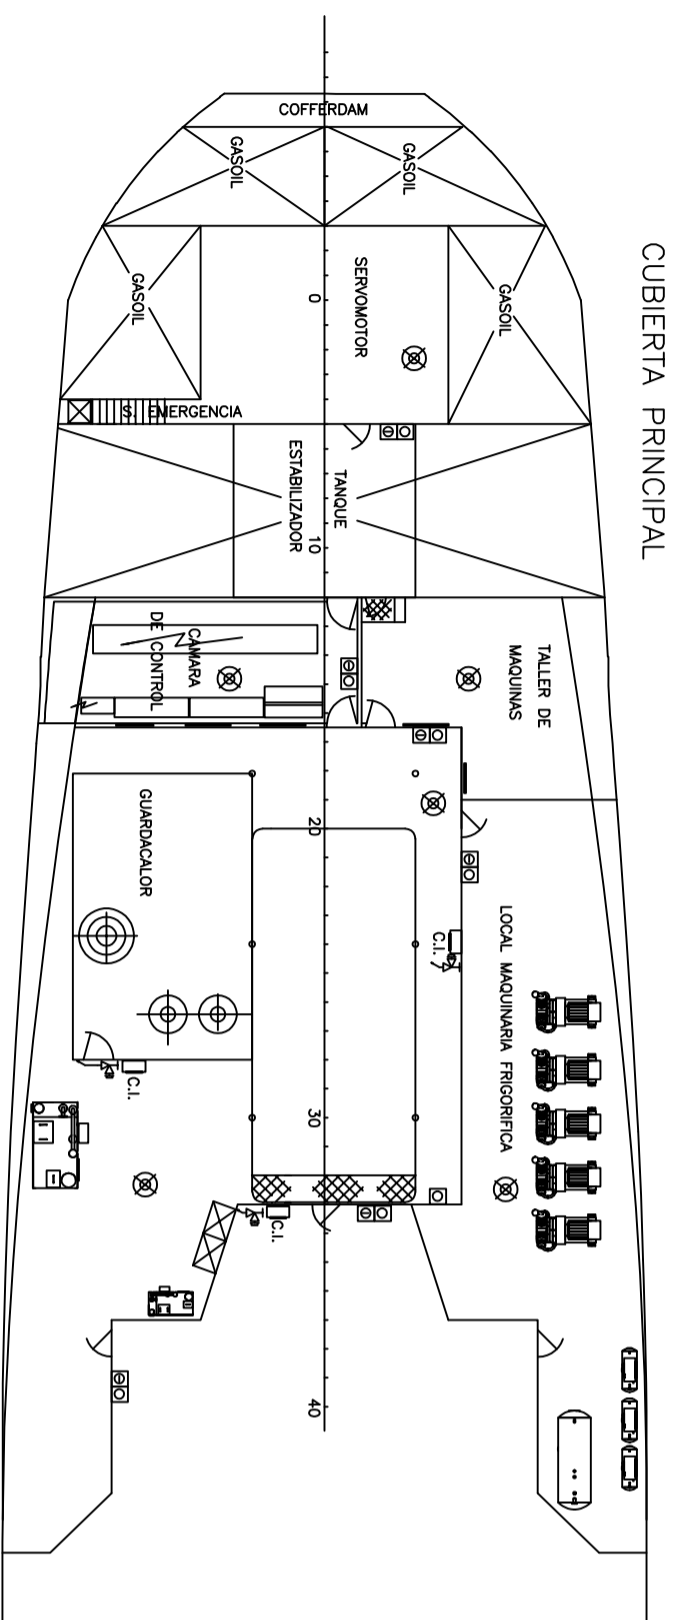 CUBIERTA PRINCIPAL
COFFERDAM
GASOIL
GASOIL
GASOIL
GASOIL
SERVOMOTOR
0
S. EMERGENCIA
TANQUE
ESTABILIZADOR
10
TALLER DE
MAQUINAS
CAMARA
DE CONTROL
GUARDACALOR
20
C.I.
LOCAL MAQUINARIA FRIGORIFICA
C.I.
30
C.I.
40